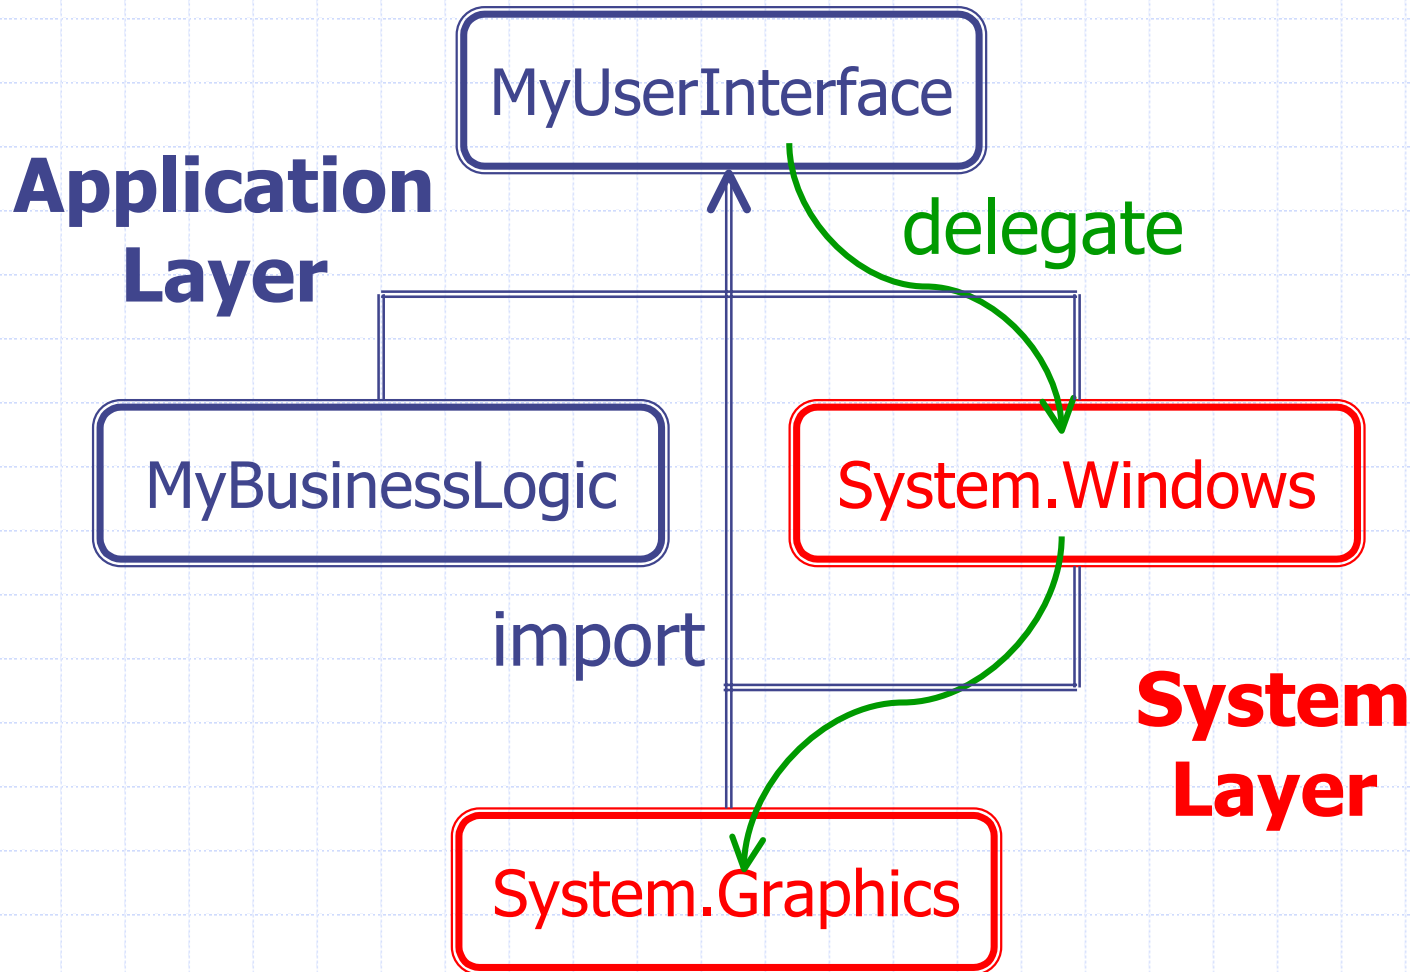 MyUserInterface
Application
Layer
delegate
MyBusinessLogic
System.Windows
import
System
Layer
System.Graphics